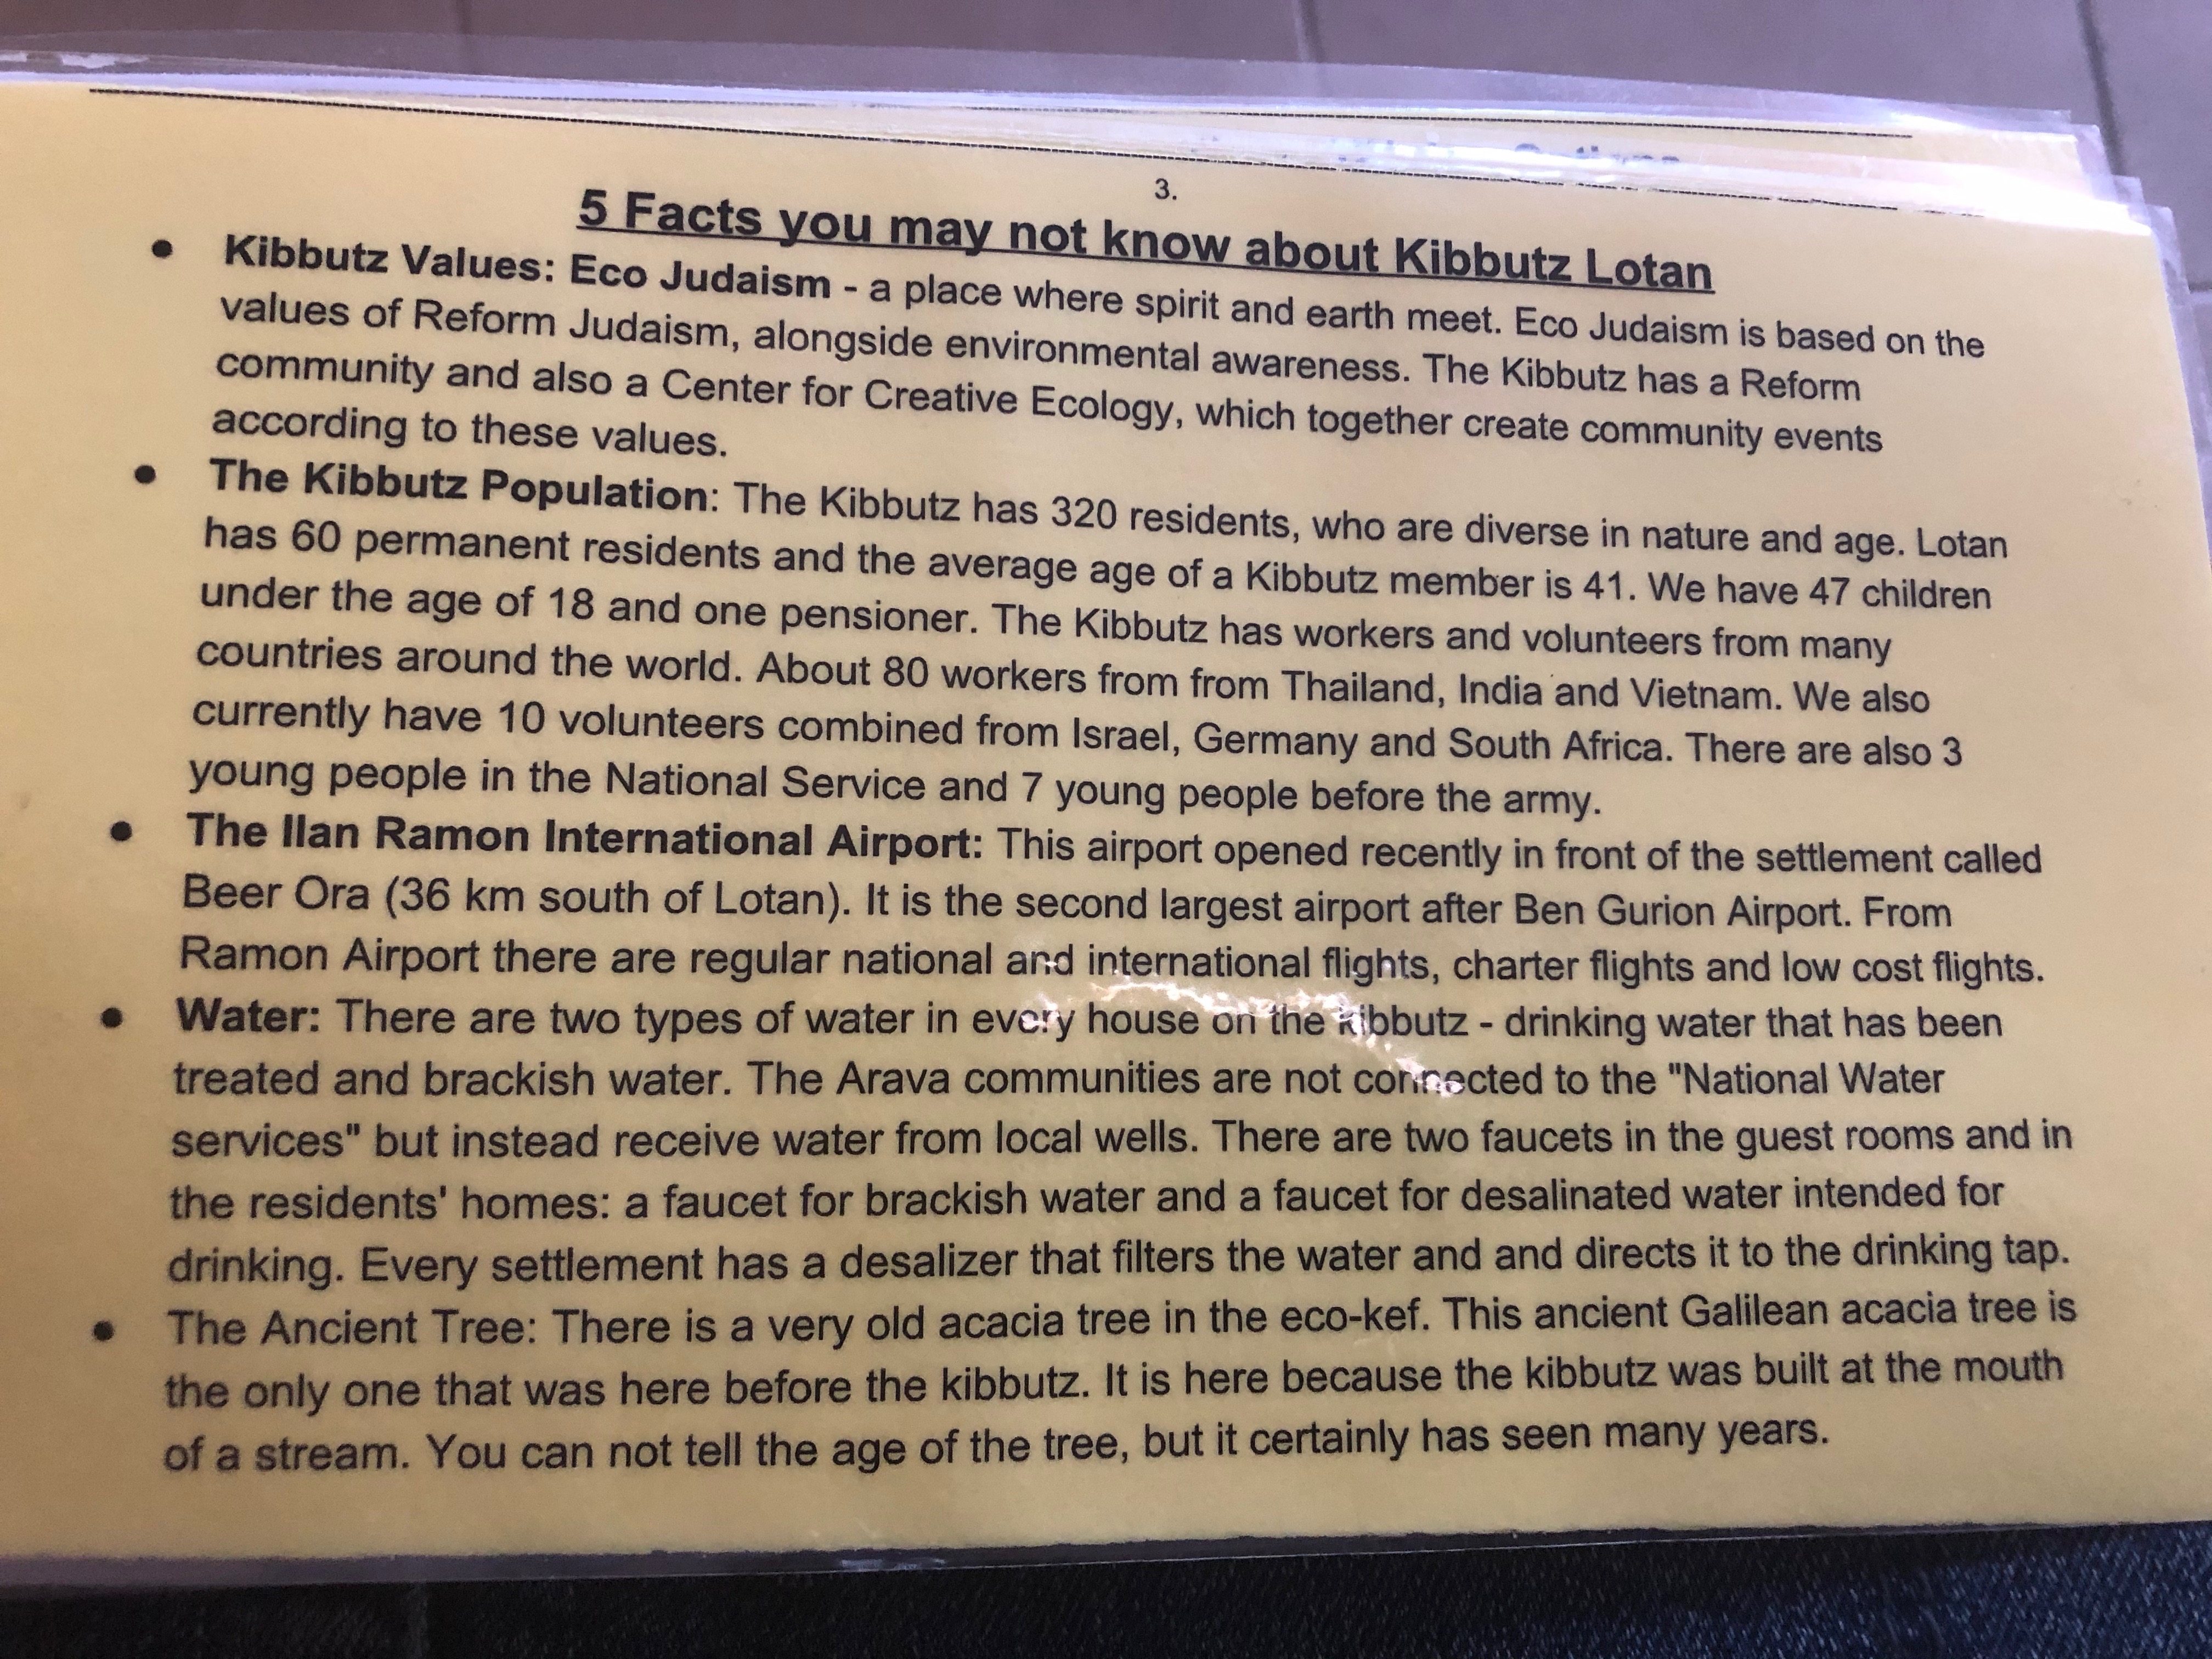 3.
5 Facts you may not know about Kibbutz Lotan
• Kibbutz Values: Eco Judaism - a place where spirit and earth meet. Eco Judaism is based on the
values of Reform Judaism, alongside environmental awareness. The Kibbutz has a Reform
community and also a Center for Creative Ecology, which together create community events
according to these values.
• The Kibbutz Population: The Kibbutz has 320 residents, who are diverse in nature and age. Lotan
has 60 permanent residents and the average age of a Kibbutz member is 41. We have 47 children
under the age of 18 and one pensioner. The Kibbutz has workers and volunteers from many
countries around the world. About 80 workers from from Thailand, India and Vietnam. We also
currently have 10 volunteers combined from Israel, Germany and South Africa. There are also 3
young people in the National Service and 7 young people before the army.
• The Ilan Ramon International Airport: This airport opened recently in front of the settlement called
Beer Ora (36 km south of Lotan). It is the second largest airport after Ben Gurion Airport. From
Ramon Airport there are regular national and international flights, charter flights and low cost flights.
• Water: There are two types of water in every house on the kibbutz - drinking water that has been
treated and brackish water. The Arava communities are not connected to the "National Water
services" but instead receive water from local wells. There are two faucets in the guest rooms and in
the residents' homes: a faucet for brackish water and a faucet for desalinated water intended for
drinking. Every settlement has a desalizer that filters the water and and directs it to the drinking tap.
• The Ancient Tree: There is a very old acacia tree in the eco-kef. This ancient Galilean acacia tree is
the only one that was here before the kibbutz. It is here because the kibbutz was built at the mouth
of a stream. You can not tell the age of the tree, but it certainly has seen many years.